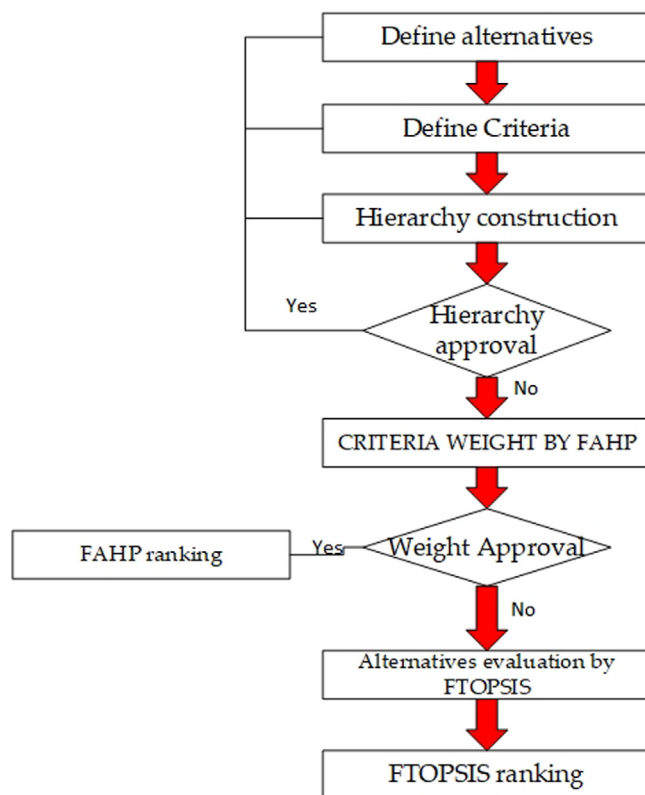 Define alternatives
Define Criteria
Hierarchy construction
Yes
Hierarchy
approval
No
CRITERIA WEIGHT BY FAHP
FAHP ranking
Yes
Weight Approval
No
Alternatives evaluation by
FTOPSIS
FTOPSIS ranking